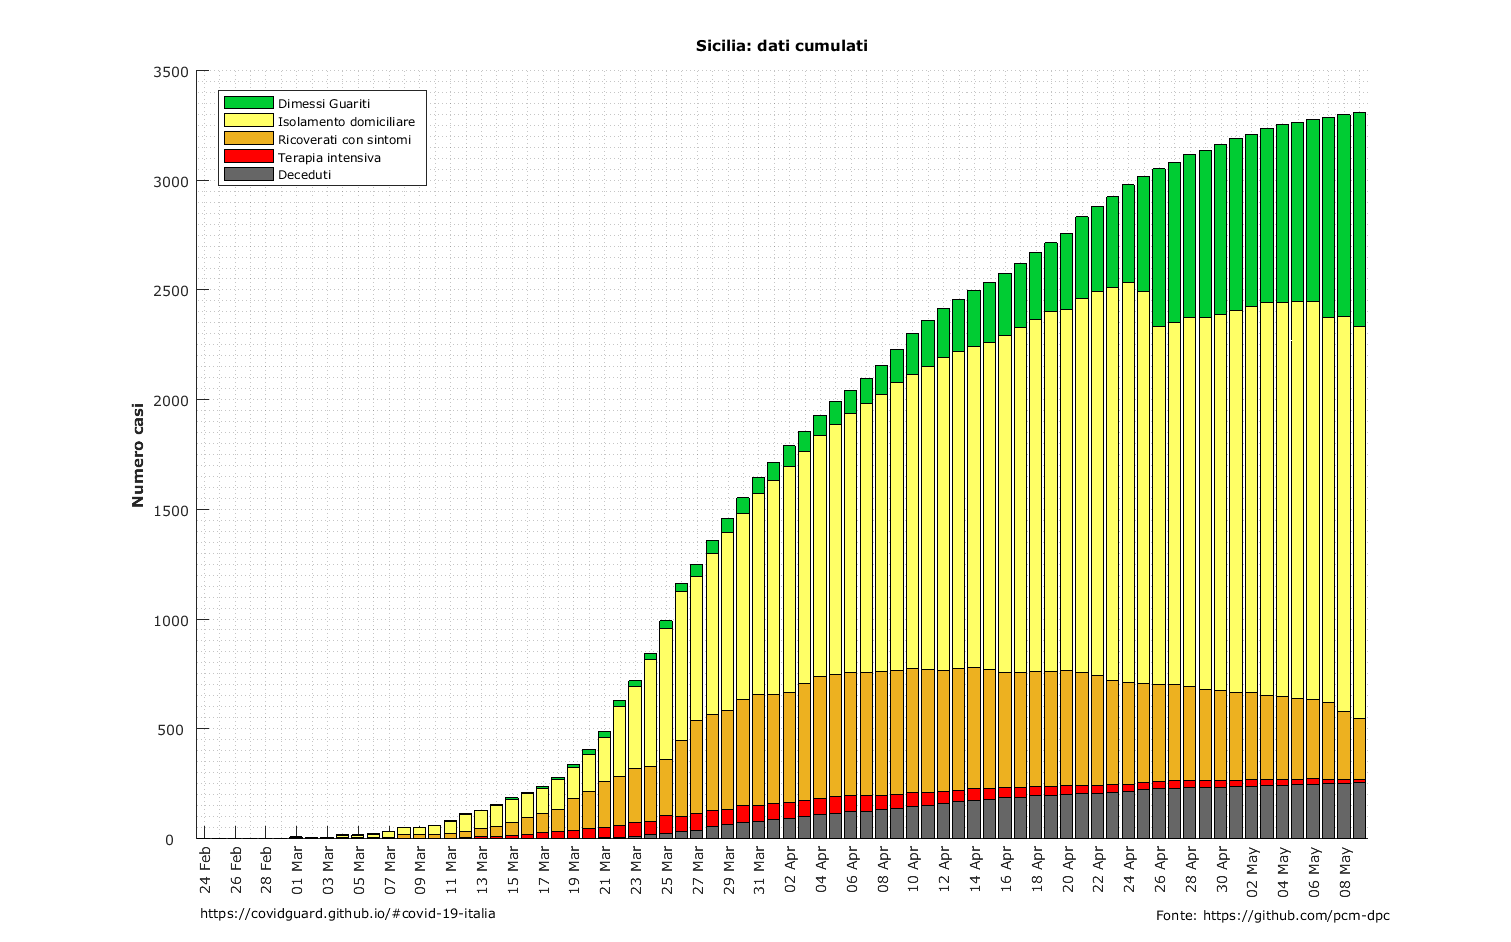 Sicilia: dati cumulati
3500
3000
2500
2000
1500
1000
500
0
Numero casi
Dimessi Guariti
Isolamento domiciliare
Ricoverati con sintomi
Terapia intensiva
Deceduti
24 Feb
26 Feb
28 Feb
01 Mar
03 Mar
05 Mar
07 Mar
09 Mar
11 Mar
13 Mar
15 Mar
17 Mar
19 Mar
21 Mar
23 Mar
25 Mar
27 Mar
29 Mar
31 Mar
02 Apr
04 Apr
06 Apr
08 Apr
10 Apr
12 Apr
14 Apr
16 Apr
18 Apr
20 Apr
22 Apr
24 Apr
26 Apr
28 Apr
30 Apr
02 May
04 May
06 May
08 May
https://covidguard.github.io/#covid-19-italia
Fonte: https://github.com/pcm-dpc